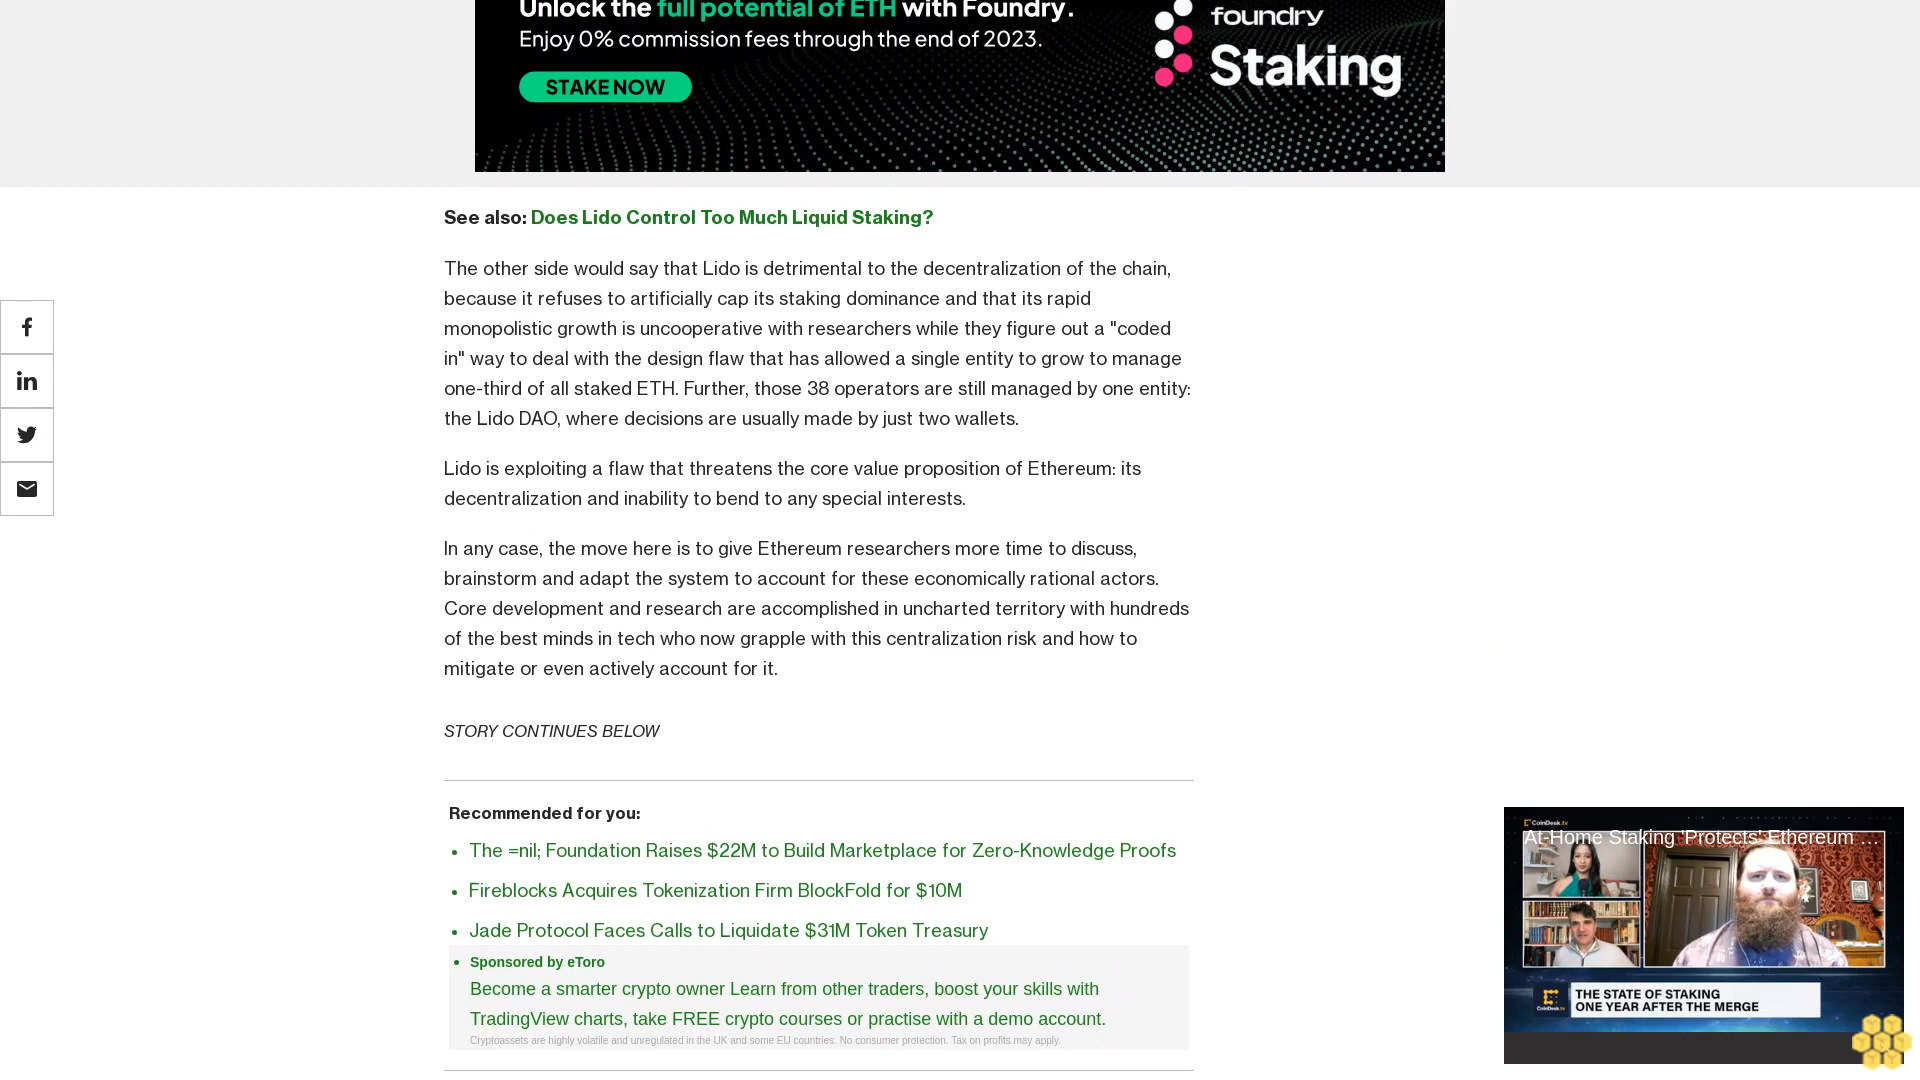 Unlock the full potential of ETH with Foundry.
Enjoy 0% commission fees through the end of 2023.
STAKE NOW
foundry
Staking
See also: Does Lido Control Too Much Liquid Staking?
The other side would say that Lido is detrimental to the decentralization of the chain,
because it refuses to artificially cap its staking dominance and that its rapid
monopolistic growth is uncooperative with researchers while they figure out a "coded
in" way to deal with the design flaw that has allowed a single entity to grow to manage
one-third of all staked ETH. Further, those 38 operators are still managed by one entity:
the Lido DAO, where decisions are usually made by just two wallets.
Lido is exploiting a flaw that threatens the core value proposition of Ethereum: its
decentralization and inability to bend to any special interests.
In any case, the move here is to give Ethereum researchers more time to discuss,
brainstorm and adapt the system to account for these economically rational actors.
Core development and research are accomplished in uncharted territory with hundreds
of the best minds in tech who now grapple with this centralization risk and how to
mitigate or even actively account for it.
STORY CONTINUES BELOW
Recommended for you:
The =nil; Foundation Raises $22M to Build Marketplace for Zero-Knowledge Proofs
Fireblocks Acquires Tokenization Firm BlockFold for $10M
Jade Protocol Faces Calls to Liquidate $31M Token Treasury
Sponsored by eToro
Become a smarter crypto owner Learn from other traders, boost your skills with
TradingView charts, take FREE crypto courses or practise with a demo account.
Cryptoassets are highly volatile and unregulated in the UK and some EU countries. No consumer protection. Tax on profits may apply.
CoinDesk.tv
At-Home Staking 'Protects' Ethereum ...
THE STATE OF STAKING
ONE YEAR AFTER THE MERGE
CoinDesk.tv